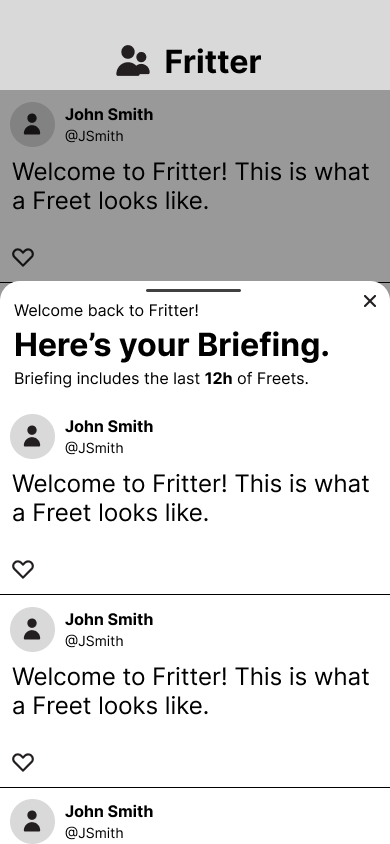 Fritter
John Smith
@JSmith
Welcome to Fritter! This is what
a Freet looks like.
Welcome back to Fritter!
Here’s your Briefing.
Briefing includes the last 12h of Freets.
John Smith
@JSmith
Welcome to Fritter! This is what
a Freet looks like.
John Smith
@JSmith
Welcome to Fritter! This is what
a Freet looks like.
John Smith
@JSmith